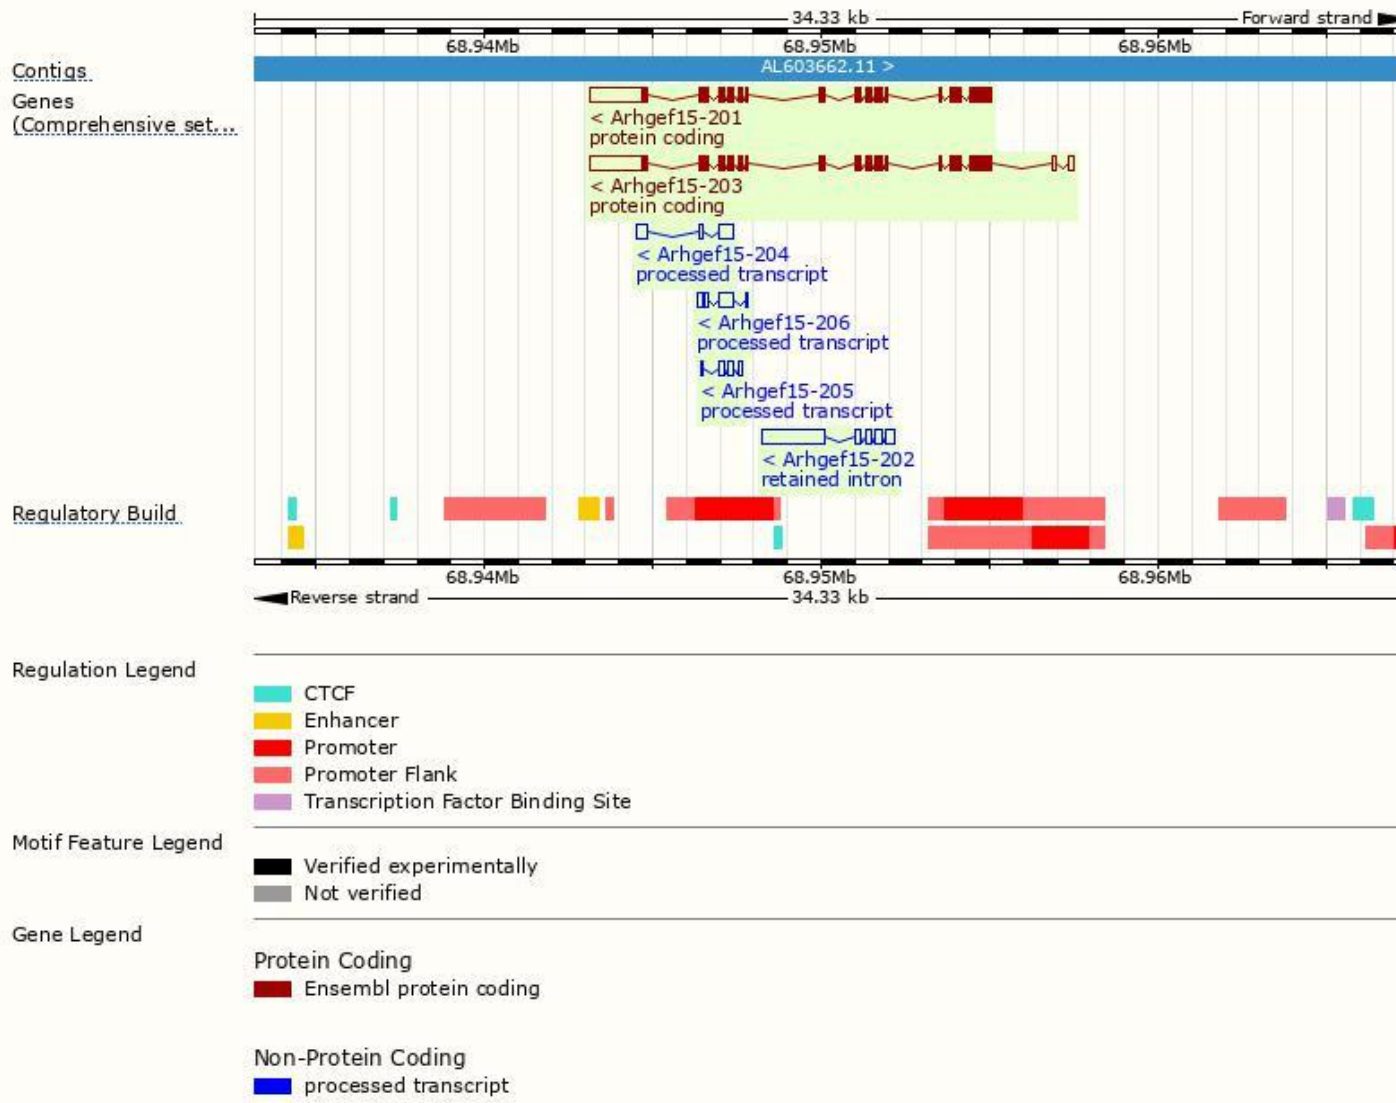 34.33 kb
Forward strand
68.94Mb 68.95Mb 68.96Mb
Contigs
AL603662.11 >
Genes
(Comprehensive set...
< Arhgef15-201
protein coding
< Arhgef15-203
protein coding
< Arhgef15-204
processed transcript
< Arhgef15-206
processed transcript
< Arhgef15-205
processed transcript
< Arhgef15-202
retained intron
Regulatory Build
68.94Mb 68.95Mb 68.96Mb
Reverse strand
34.33 kb
Regulation Legend
CTCF
Enhancer
Promoter
Promoter Flank
Transcription Factor Binding Site
Motif Feature Legend
Verified experimentally
Not verified
Gene Legend
Protein Coding
Ensembl protein coding
Non-Protein Coding
processed transcript